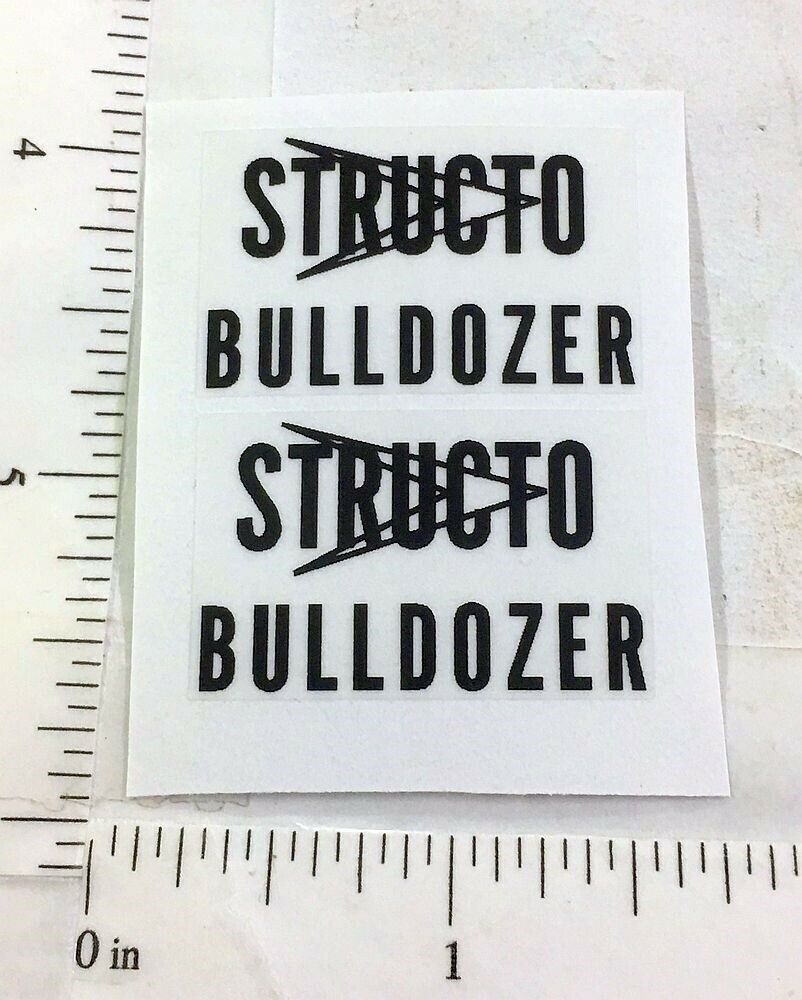 4
STRUCTO
BULLDOZER
5
STRUCTO
BULLDOZER
0 in
1